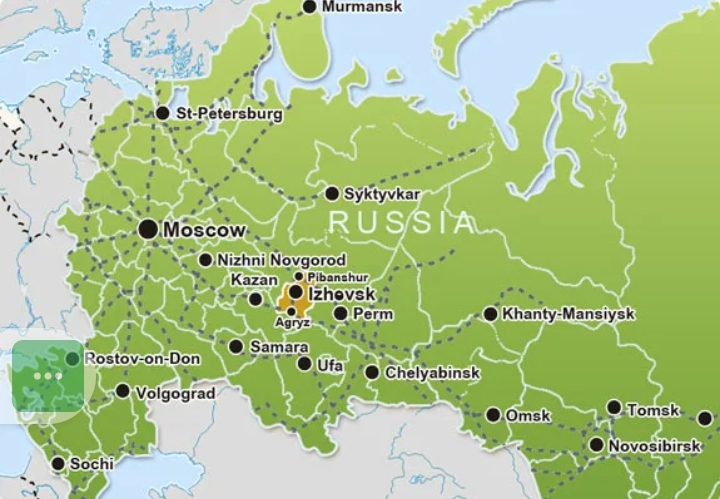 Murmansk
St-Petersburg
Syktyvkar
RUSSIA
Moscow
Nizhni Novgorod
Pibanshur
Kazan
Izhevsk
Agryz
Perm
Khanty-Mansiysk
Samara
Rostov-on-Don
Ufa
Chelyabinsk
Volgograd
Omsk
Tomsk
Novosibirsk
Sochi